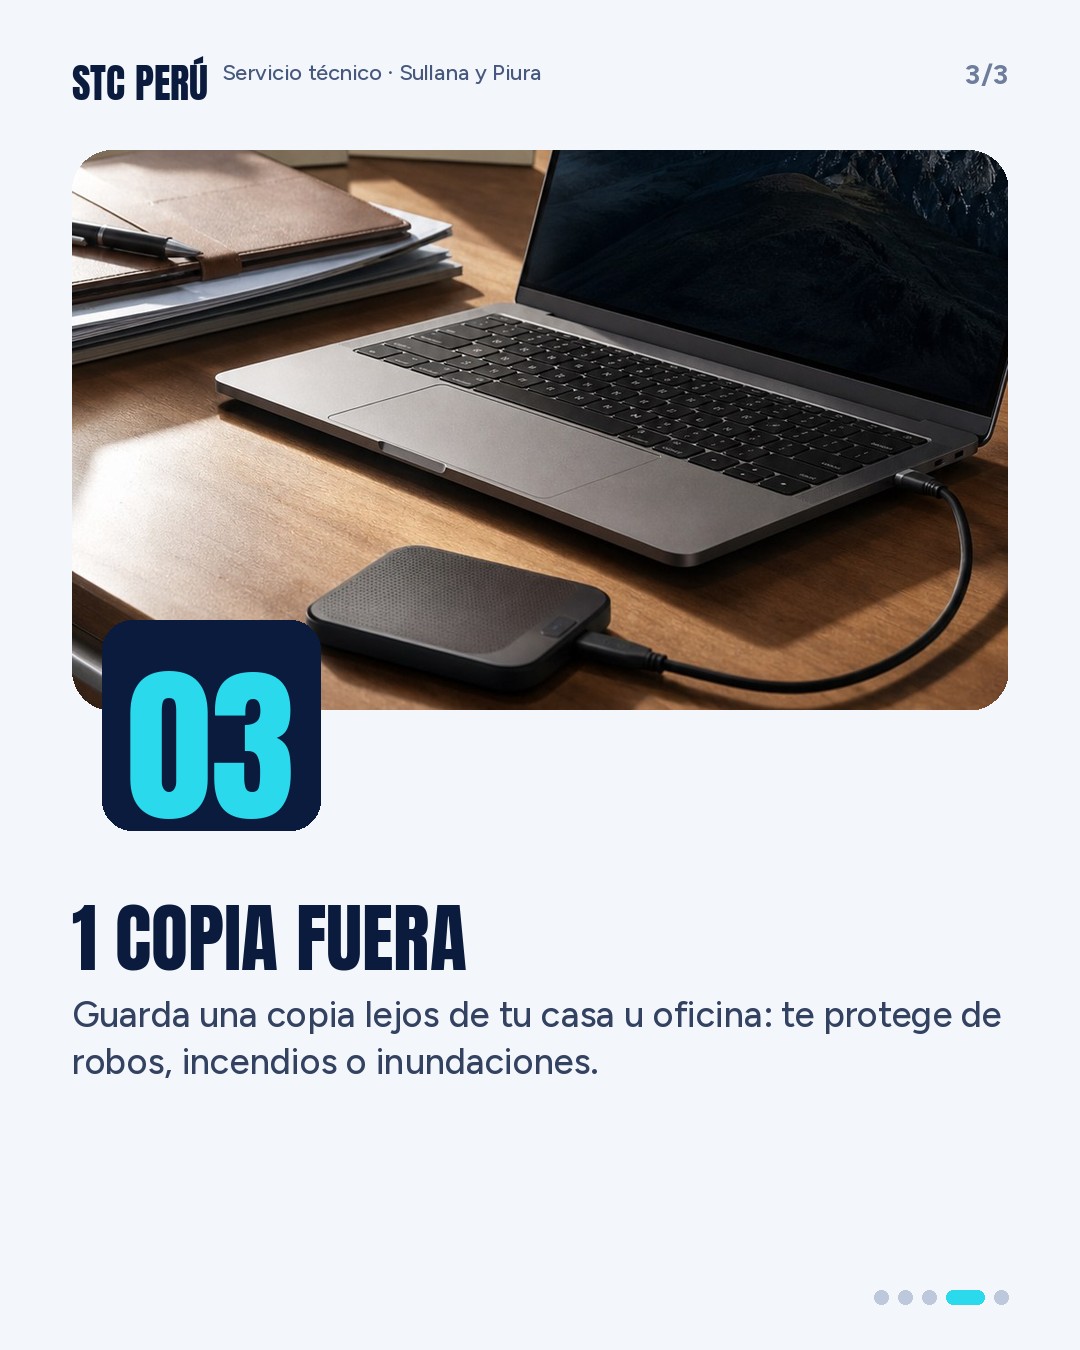 STC PERÚ Servicio técnico · Sullana y Piura
3/3
03
1 COPIA FUERA
Guarda una copia lejos de tu casa u oficina: te protege de
robos, incendios o inundaciones.